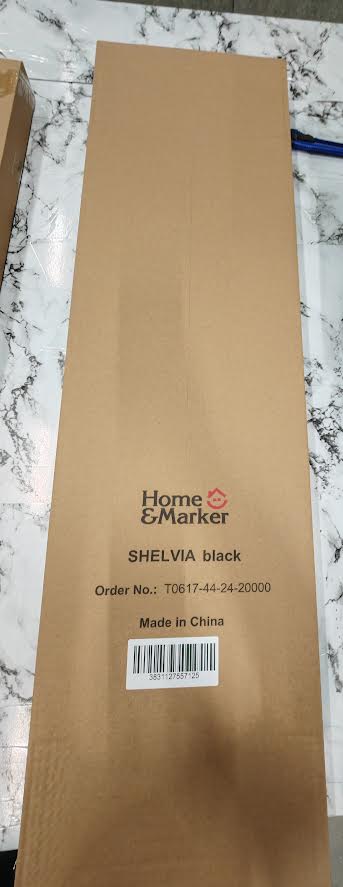 Home
&Marker
SHELVIA black
Order No.: T0617-44-24-20000
Made in China
3831127557125